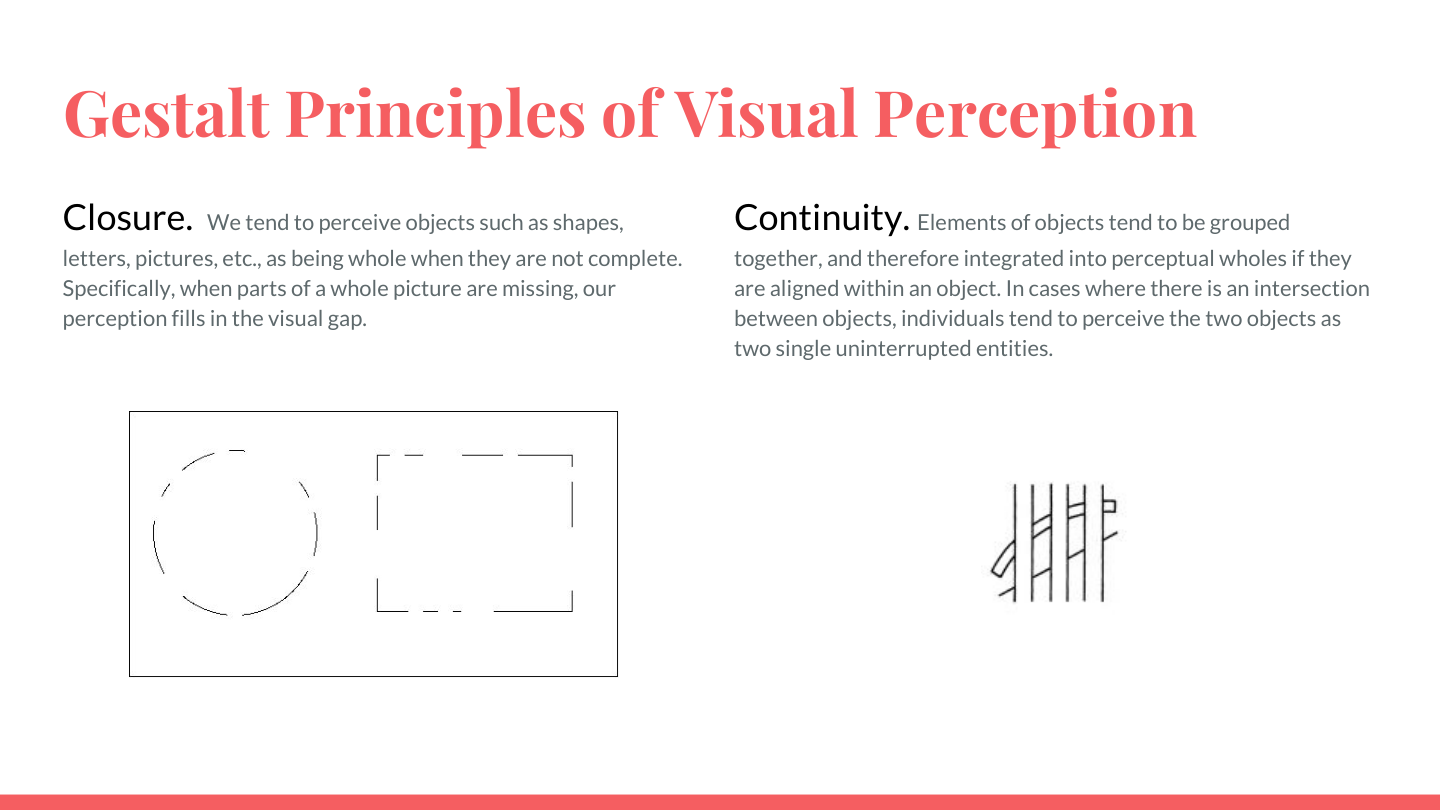 Gestalt Principles of Visual Perception
Closure. We tend to perceive objects such as shapes,
letters, pictures, etc., as being whole when they are not complete.
Specifically, when parts of a whole picture are missing, our
perception fills in the visual gap.
Continuity. Elements of objects tend to be grouped
together, and therefore integrated into perceptual wholes if they
are aligned within an object. In cases where there is an intersection
between objects, individuals tend to perceive the two objects as
two single uninterrupted entities.